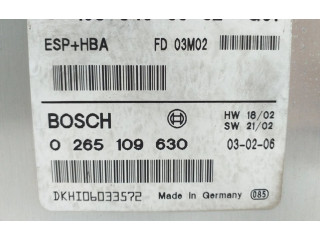 ESP+HBA FD 03M02
BOSCH HW 18/02
SW 21/02
0 265 109 630 03-02-06
DKHI06033572 Made in Germany 085